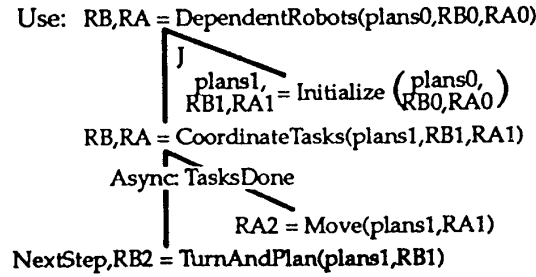 Use: RB,RA = DependentRobots(plans0,RB0,RA0)
J
plans1,
RB1,RA1 = Initialize (plans0,
RB0,RA0)
RB,RA = CoordinateTasks(plans1,RB1,RA1)
Async: TasksDone
RA2 = Move(plans1,RA1)
NextStep,RB2 = TurnAndPlan(plans1,RB1)